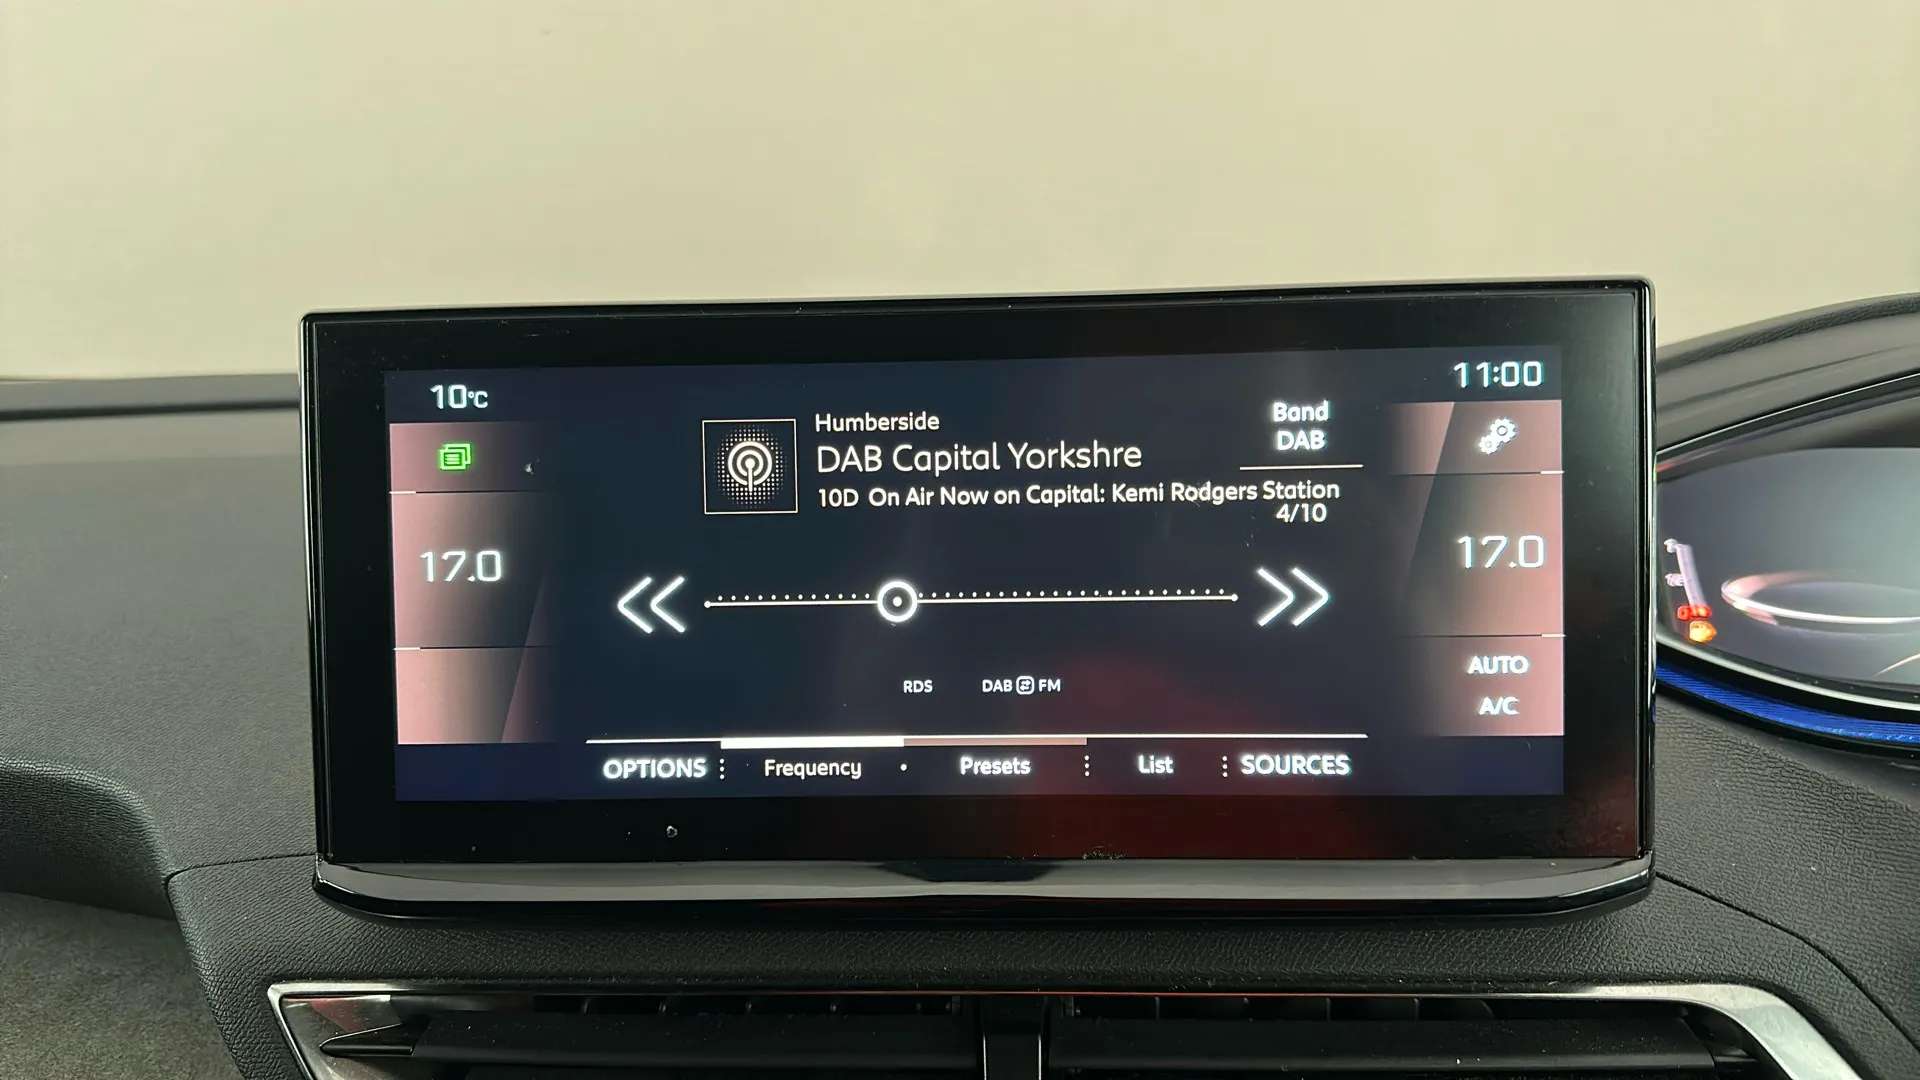 10°C
11:00
Humberside
Band
DAB
DAB Capital Yorkshre
10D On Air Now on Capital: Kemi Rodgers Station
4/10
17.0
17.0
RDS
DAB FM
AUTO
A/C
OPTIONS
Frequency
Presets
List
SOURCES